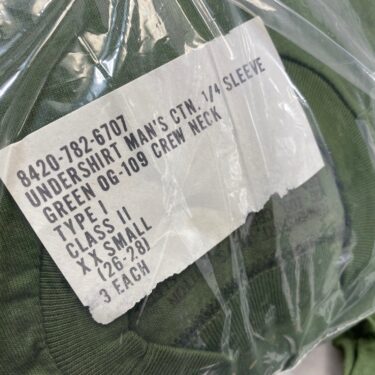 8420-782-6707
UNDERSHIRT MAN'S CTN. 1/4 SLEEVE
GREEN OG-109 CREW NECK
TYPE I
CLASS II
XX SMALL
(26-28)
3 EACH